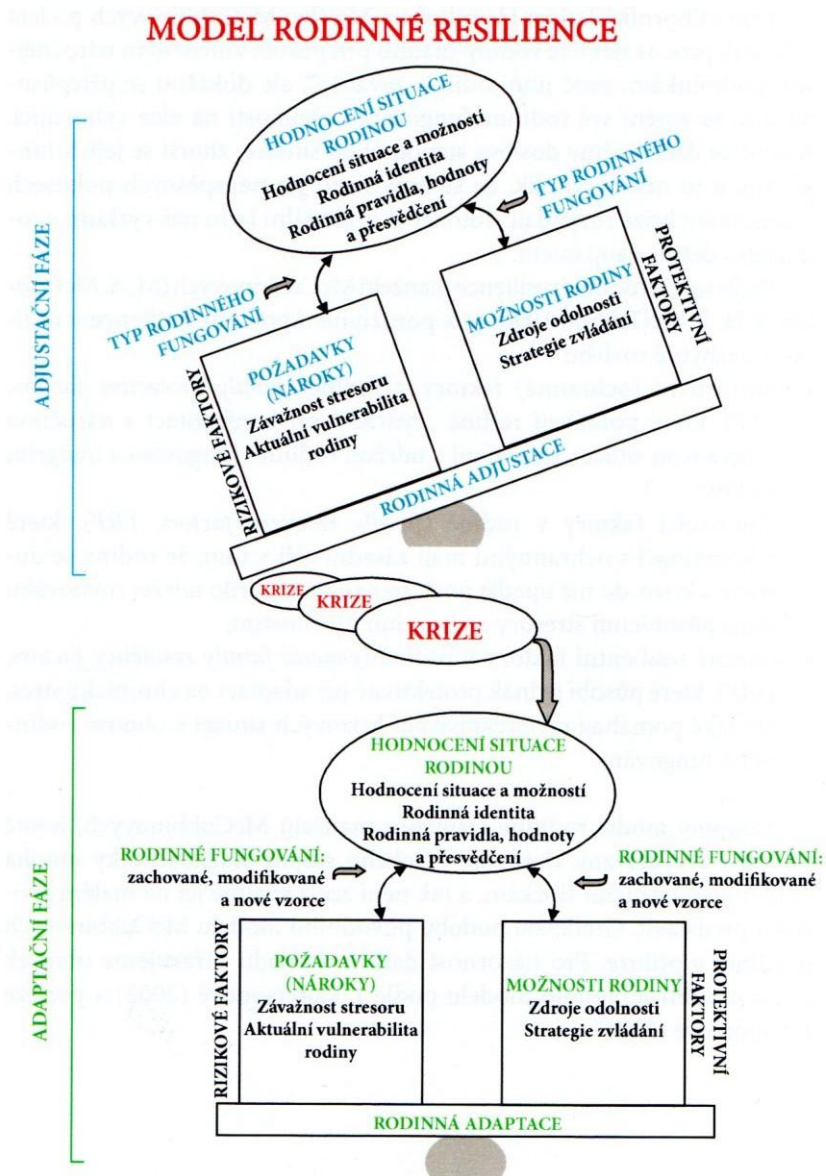 MODEL RODINNÉ RESILIENCE
ADJUSTAČNÍ FÁZE
HODNOCENÍ SITUACE
RODINOU
Hodnocení situace a možností
Rodinná identita
Rodinná pravidla, hodnoty
a přesvědčení
TYP RODINNÉHO
FUNGOVÁNÍ
TYP RODINNÉHO
FUNGOVÁNÍ
RIZIKOVÉ FAKTORY
POŽADAVKY
(NÁROKY)
Závažnost stresoru
Aktuální vulnerabilita
rodiny
MOŽNOSTI RODINY
Zdroje odolnosti
Strategie zvládání
PROTEKTIVNÍ
FAKTORY
RODINNÁ ADJUSTACE
KRIZE
KRIZE
KRIZE
ADAPTAČNÍ FÁZE
HODNOCENÍ SITUACE
RODINOU
Hodnocení situace a možností
Rodinná identita
Rodinná pravidla, hodnoty
a přesvědčení
RODINNÉ FUNGOVÁNÍ:
zachované, modifikované
a nové vzorce
RODINNÉ FUNGOVÁNÍ:
zachované, modifikované
a nové vzorce
RIZIKOVÉ FAKTORY
POŽADAVKY
(NÁROKY)
Závažnost stresoru
Aktuální vulnerabilita
rodiny
MOŽNOSTI RODINY
Zdroje odolnosti
Strategie zvládání
PROTEKTIVNÍ
FAKTORY
RODINNÁ ADAPTACE